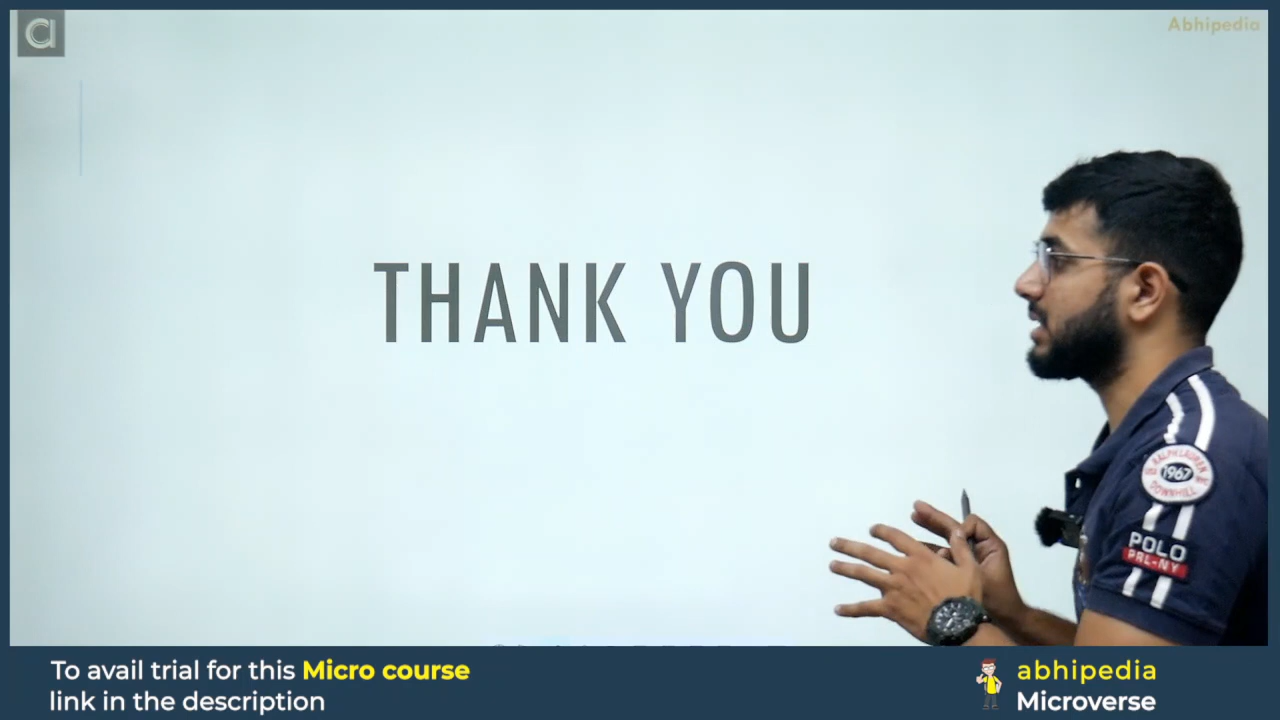 Abhipedia
THANK YOU
RALPH LAUREN
1967
DOWNHILL
POLO
PRL-NY
To avail trial for this Micro course
link in the description
abhipedia
Microverse